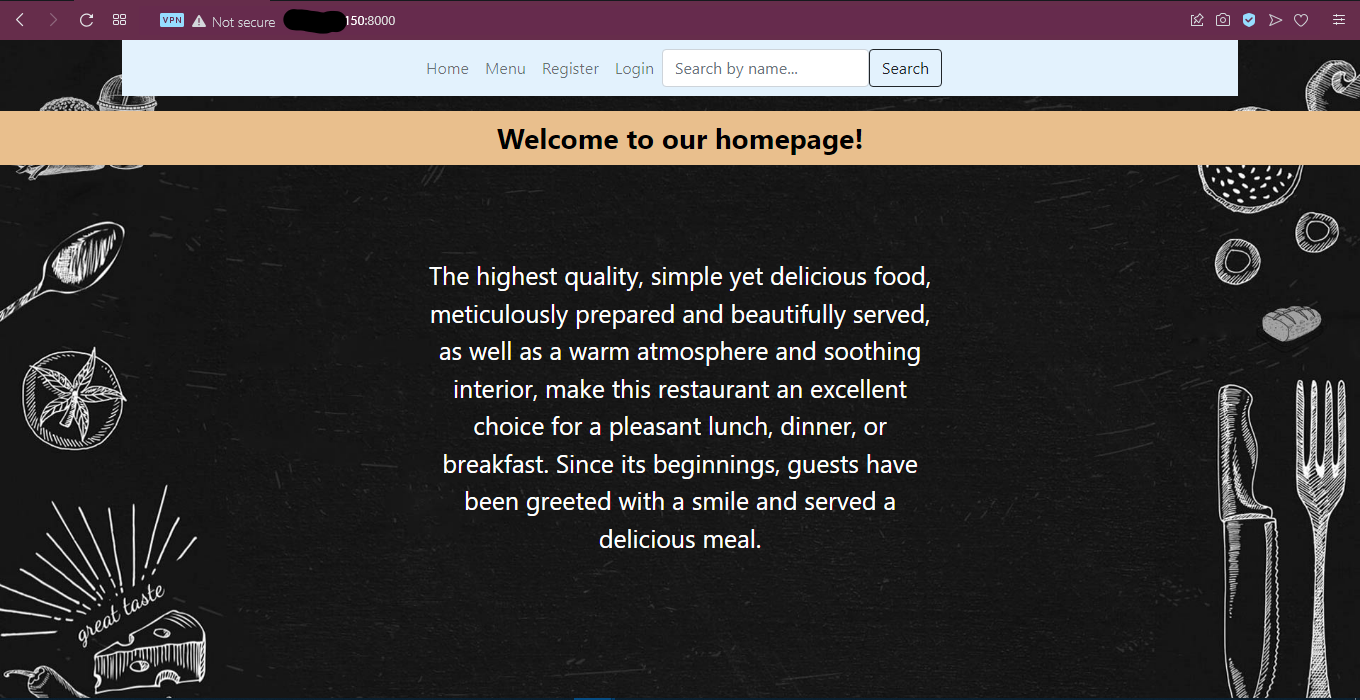 VPN Not secure 150:8000
Home Menu Register Login Search by name... Search
Welcome to our homepage!
The highest quality, simple yet delicious food,
meticulously prepared and beautifully served,
as well as a warm atmosphere and soothing
interior, make this restaurant an excellent
choice for a pleasant lunch, dinner, or
breakfast. Since its beginnings, guests have
been greeted with a smile and served a
delicious meal.
great taste